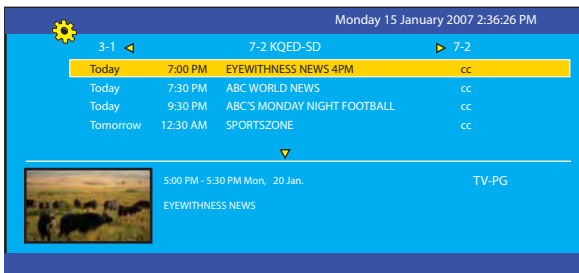 Monday 15 January 2007 2:36:26 PM
3-1 7-2 KQED-SD 7-2
Today 7:00 PM EYEWITHNESS NEWS 4PM cc
Today 7:30 PM ABC WORLD NEWS cc
Today 9:30 PM ABC'S MONDAY NIGHT FOOTBALL cc
Tomorrow 12:30 AM SPORTSZONE cc
5:00 PM - 5:30 PM Mon, 20 Jan. TV-PG
EYEWITHNESS NEWS